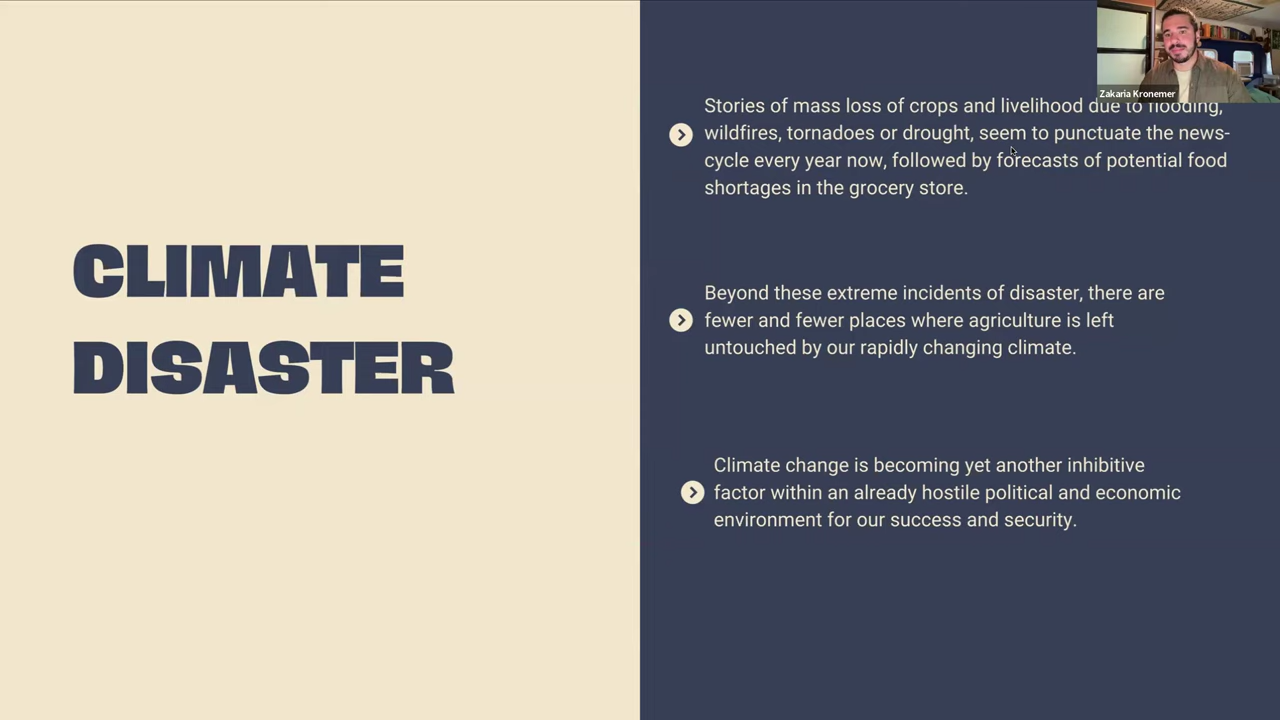 Zakaria Kronemer
CLIMATE
DISASTER
Stories of mass loss of crops and livelihood due to flooding,
wildfires, tornadoes or drought, seem to punctuate the news-
cycle every year now, followed by forecasts of potential food
shortages in the grocery store.
Beyond these extreme incidents of disaster, there are
fewer and fewer places where agriculture is left
untouched by our rapidly changing climate.
Climate change is becoming yet another inhibitive
factor within an already hostile political and economic
environment for our success and security.